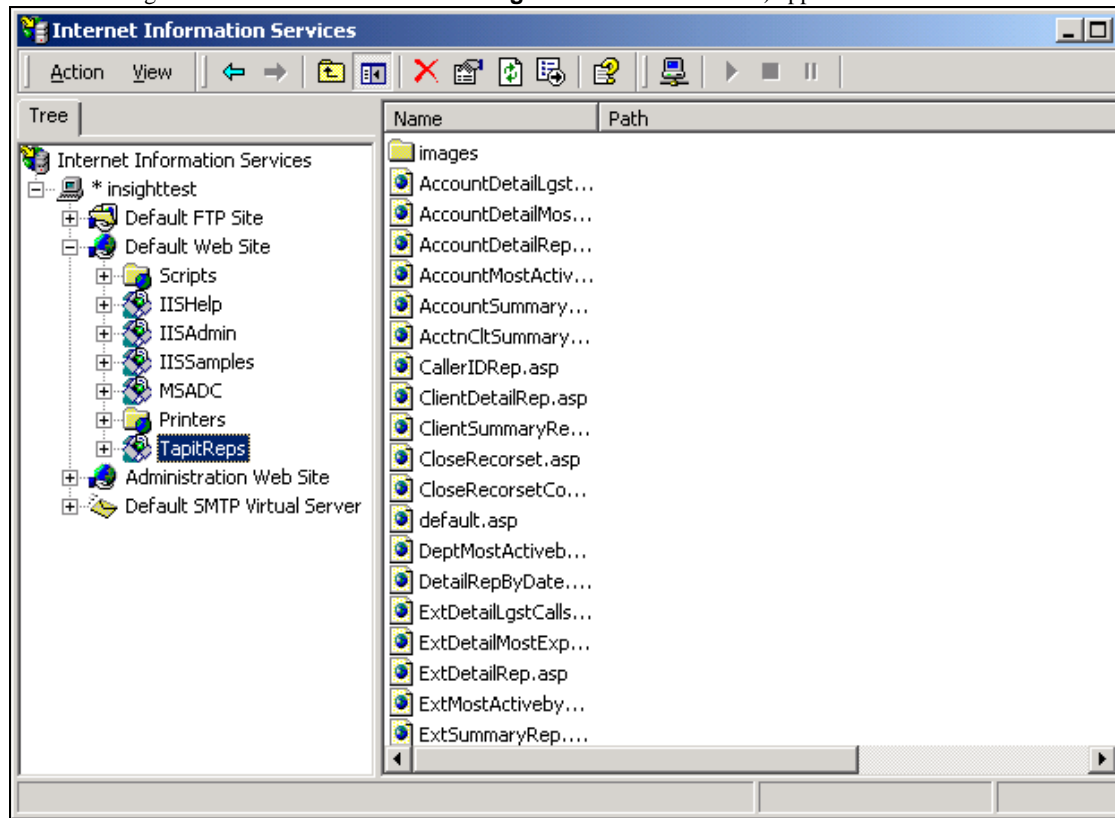 Internet Information Services
Action View
Tree
Name Path
Internet Information Services
* insighttest
Default FTP Site
Default Web Site
Scripts
IISHelp
IISAdmin
IISSamples
MSADC
Printers
TapitReps
Administration Web Site
Default SMTP Virtual Server
images
AccountDetailLgst...
AccountDetailMos...
AccountDetailRep...
AccountMostActiv...
AccountSummary...
AcctnCltSummary...
CallerIDRep.asp
ClientDetailRep.asp
ClientSummaryRe...
CloseRecorset.asp
CloseRecorsetCo...
default.asp
DeptMostActiveb...
DetailRepByDate....
ExtDetailLgstCalls...
ExtDetailMostExp...
ExtDetailRep.asp
ExtMostActiveby...
ExtSummaryRep....